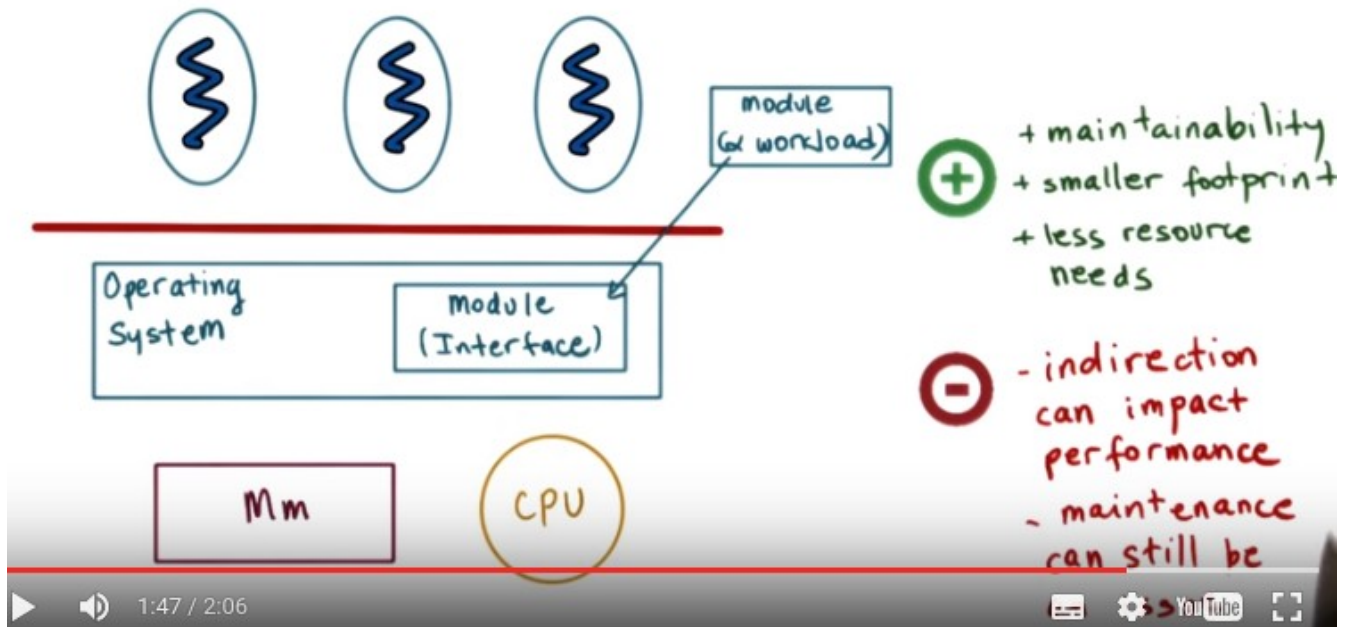 module
(α workload)
+ maintainability
+ smaller footprint
+ less resource
needs
Operating
System
Module
(Interface)
- indirection
can impact
performance
- maintenance
can still be
Mm
CPU
1:47 / 2:06
YouTube